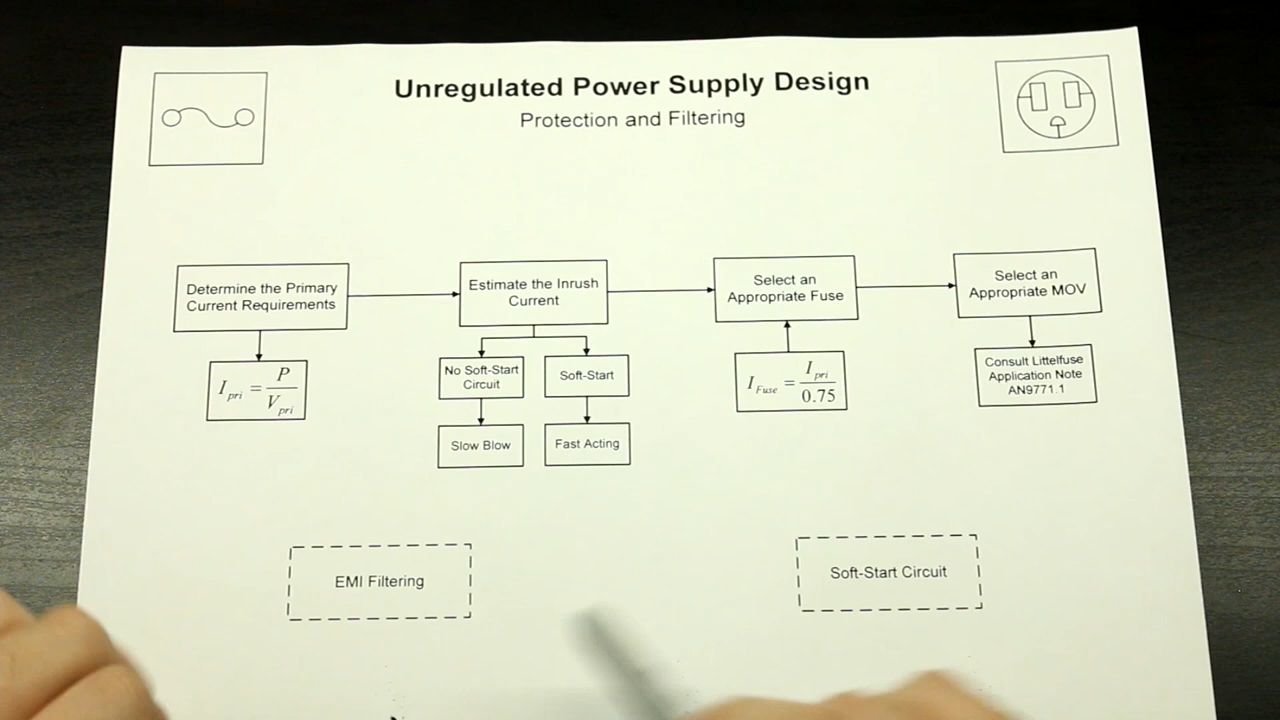 Unregulated Power Supply Design
Protection and Filtering
Determine the Primary
Current Requirements
Estimate the Inrush
Current
Select an
Appropriate Fuse
Select an
Appropriate MOV
I_pri = P / V_pri
No Soft-Start
Circuit
Soft-Start
I_Fuse = I_pri / 0.75
Consult Littelfuse
Application Note
AN9771.1
Slow Blow
Fast Acting
EMI Filtering
Soft-Start Circuit